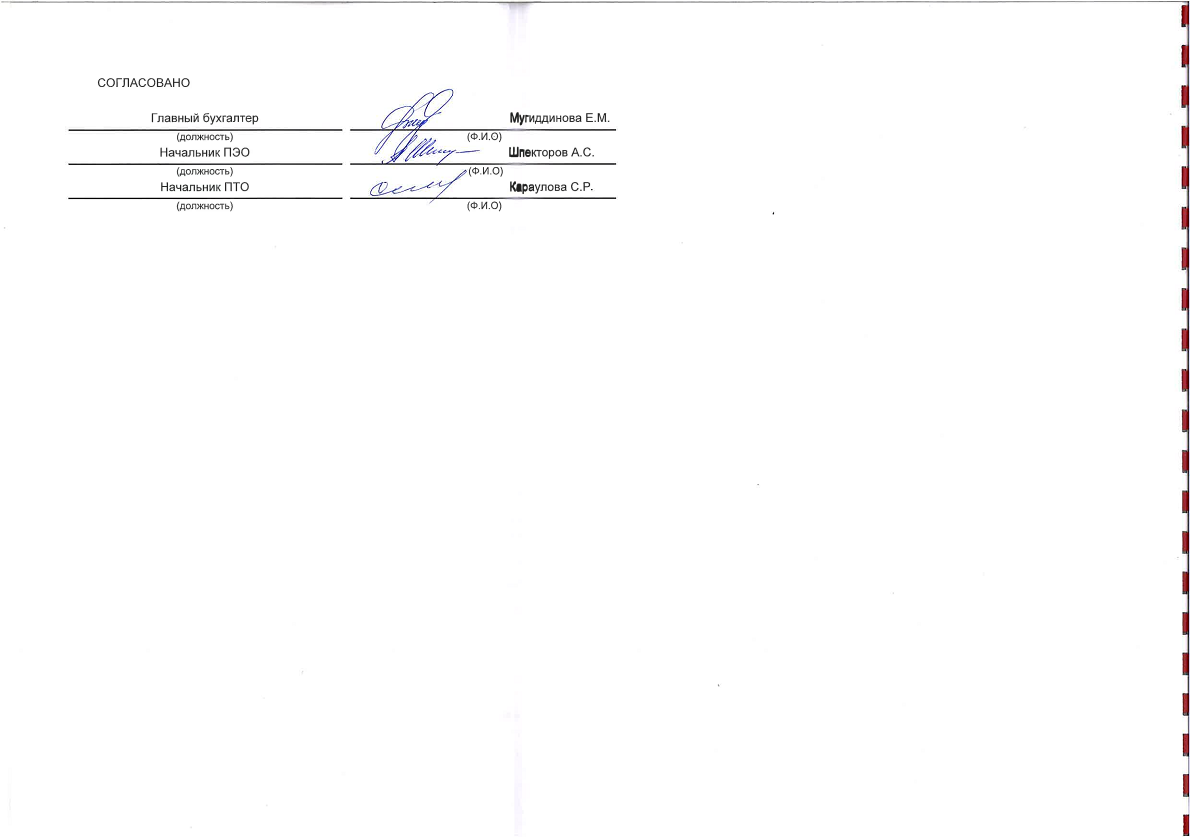 СОГЛАСОВАНО
Главный бухгалтер Мугиддинова Е.М.
(должность) (Ф.И.О)
Начальник ПЭО Шпекторов А.С.
(должность) (Ф.И.О)
Начальник ПТО Караулова С.Р.
(должность) (Ф.И.О)